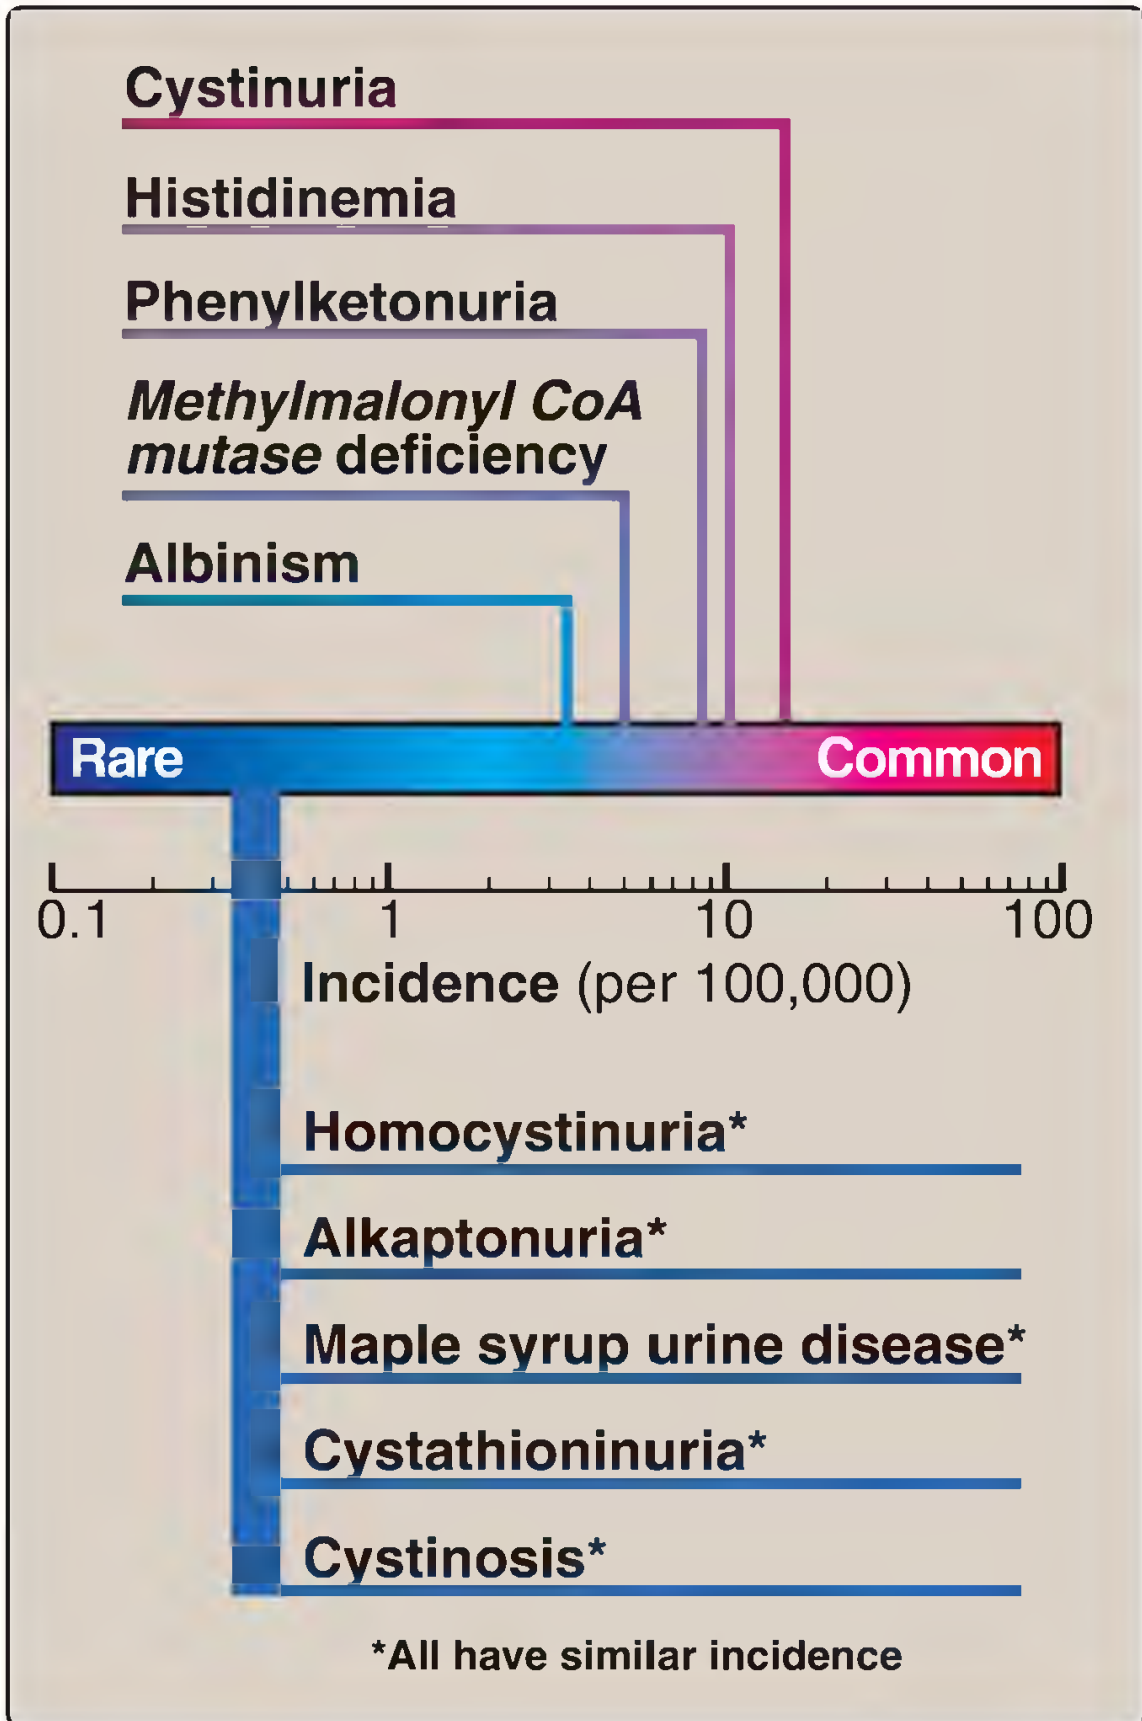 Cystinuria
Histidinemia
Phenylketonuria
Methylmalonyl CoA
mutase deficiency
Albinism
Rare Common
0.1 1 10 100
Incidence (per 100,000)
Homocystinuria*
Alkaptonuria*
Maple syrup urine disease*
Cystathioninuria*
Cystinosis*
*All have similar incidence